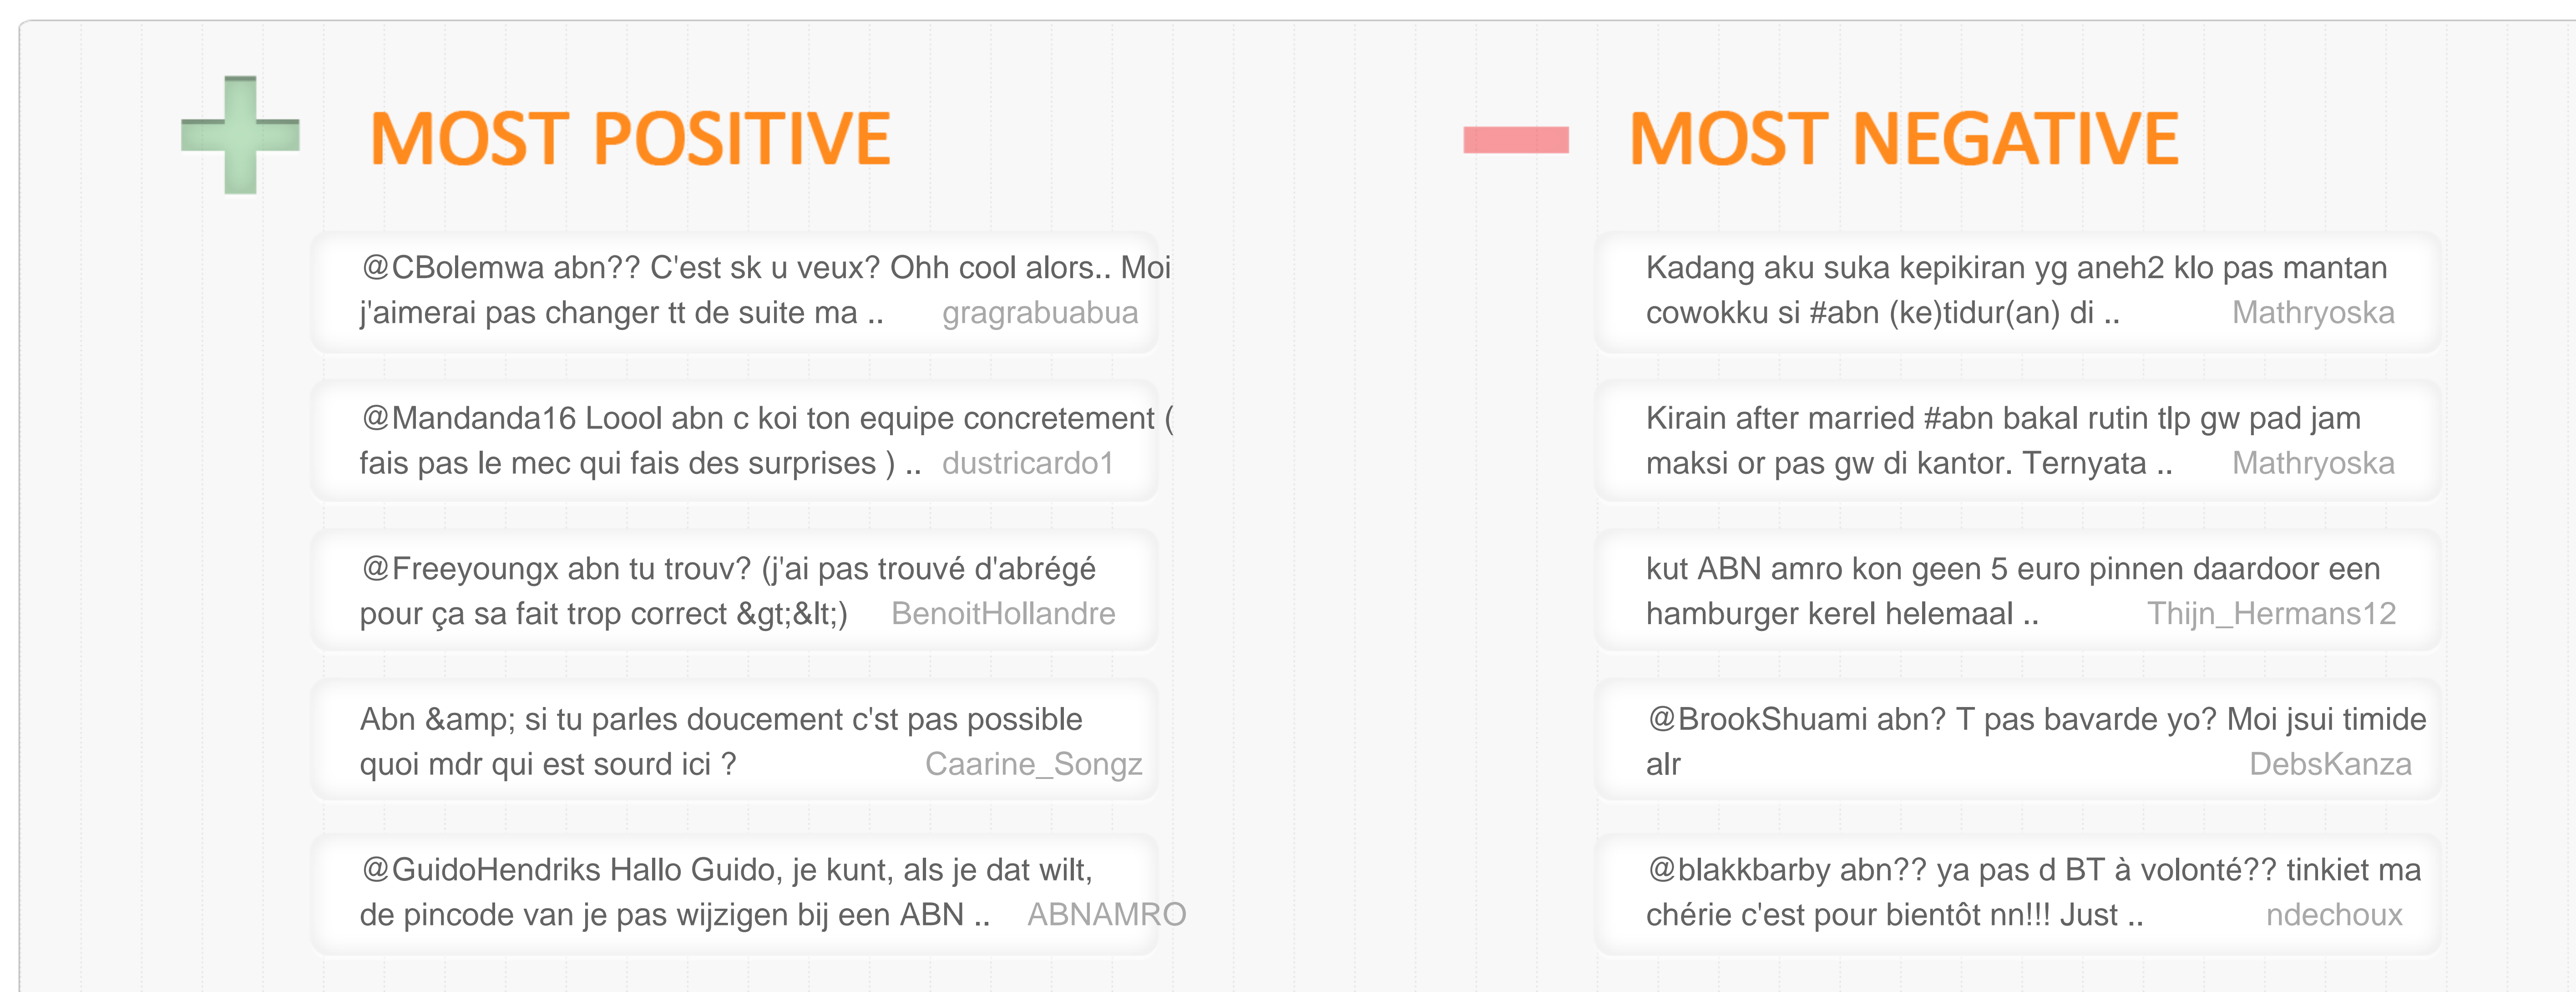 MOST POSITIVE
@CBolemwa abn?? C'est sk u veux? Ohh cool alors.. Moi
j'aimerai pas changer tt de suite ma .. gragrabuabua
@Mandanda16 Loool abn c koi ton equipe concretement (
fais pas le mec qui fais des surprises ) .. dustricardo1
@Freeyoungx abn tu trouv? (j'ai pas trouvé d'abrégé
pour ça sa fait trop correct &gt;&lt;) BenoitHollandre
Abn &amp; si tu parles doucement c'st pas possible
quoi mdr qui est sourd ici ? Caarine_Songz
@GuidoHendriks Hallo Guido, je kunt, als je dat wilt,
de pincode van je pas wijzigen bij een ABN .. ABNAMRO
MOST NEGATIVE
Kadang aku suka kepikiran yg aneh2 klo pas mantan
cowokku si #abn (ke)tidur(an) di .. Mathryoska
Kirain after married #abn bakal rutin tlp gw pad jam
maksi or pas gw di kantor. Ternyata .. Mathryoska
kut ABN amro kon geen 5 euro pinnen daardoor een
hamburger kerel helemaal .. Thijn_Hermans12
@BrookShuami abn? T pas bavarde yo? Moi jsui timide
alr DebsKanza
@blakkbarby abn?? ya pas d BT à volonté?? tinkiet ma
chérie c'est pour bientôt nn!!! Just .. ndechoux